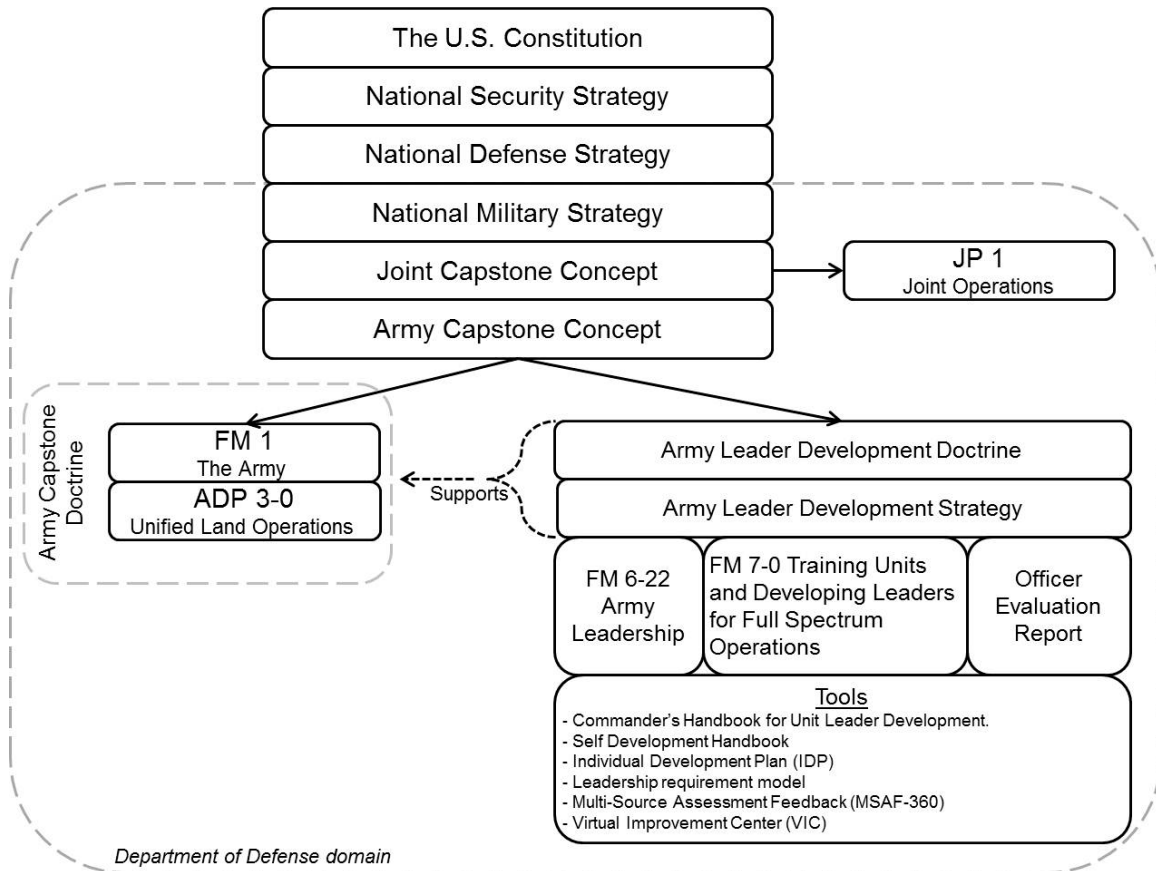 The U.S. Constitution
National Security Strategy
National Defense Strategy
National Military Strategy
Joint Capstone Concept
JP 1
Joint Operations
Army Capstone Concept
Army Capstone
Doctrine
FM 1
The Army
ADP 3-0
Unified Land Operations
Supports
Army Leader Development Doctrine
Army Leader Development Strategy
FM 6-22
Army
Leadership
FM 7-0 Training Units
and Developing Leaders
for Full Spectrum
Operations
Officer
Evaluation
Report
Tools
- Commander's Handbook for Unit Leader Development.
- Self Development Handbook
- Individual Development Plan (IDP)
- Leadership requirement model
- Multi-Source Assessment Feedback (MSAF-360)
- Virtual Improvement Center (VIC)
Department of Defense domain